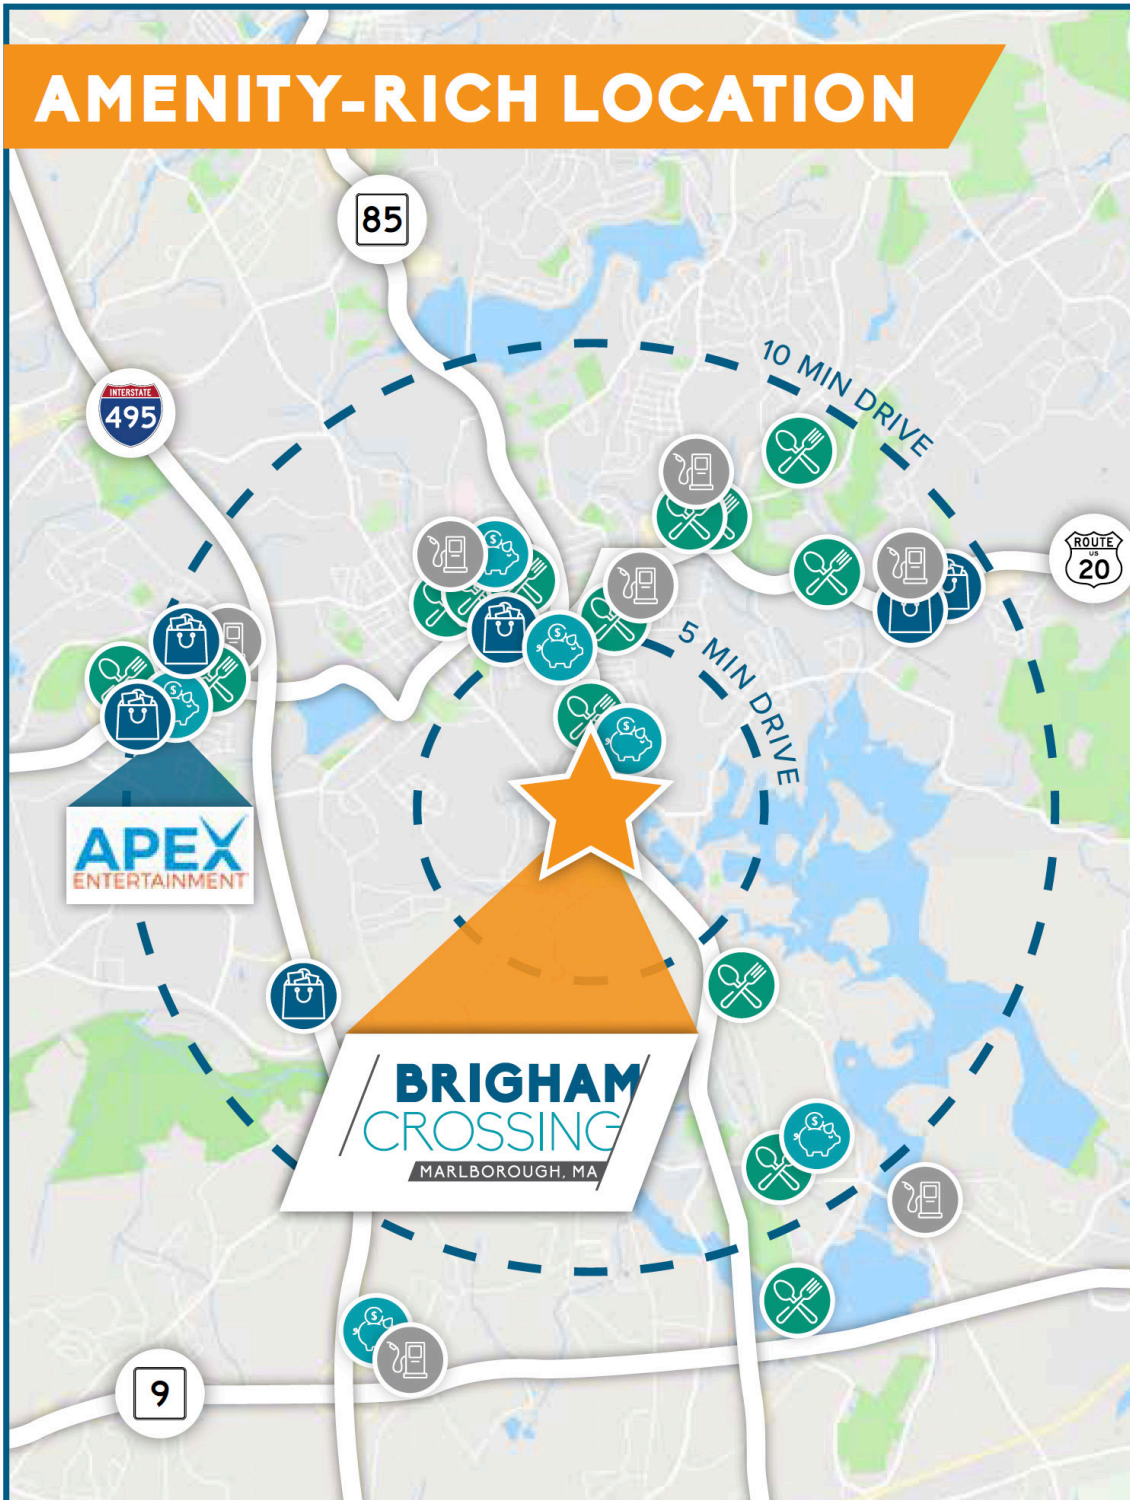 AMENITY-RICH LOCATION
85
10 MIN DRIVE
INTERSTATE
495
ROUTE
US
20
5 MIN DRIVE
APEX
ENTERTAINMENT
BRIGHAM
CROSSING
MARLBOROUGH, MA
9